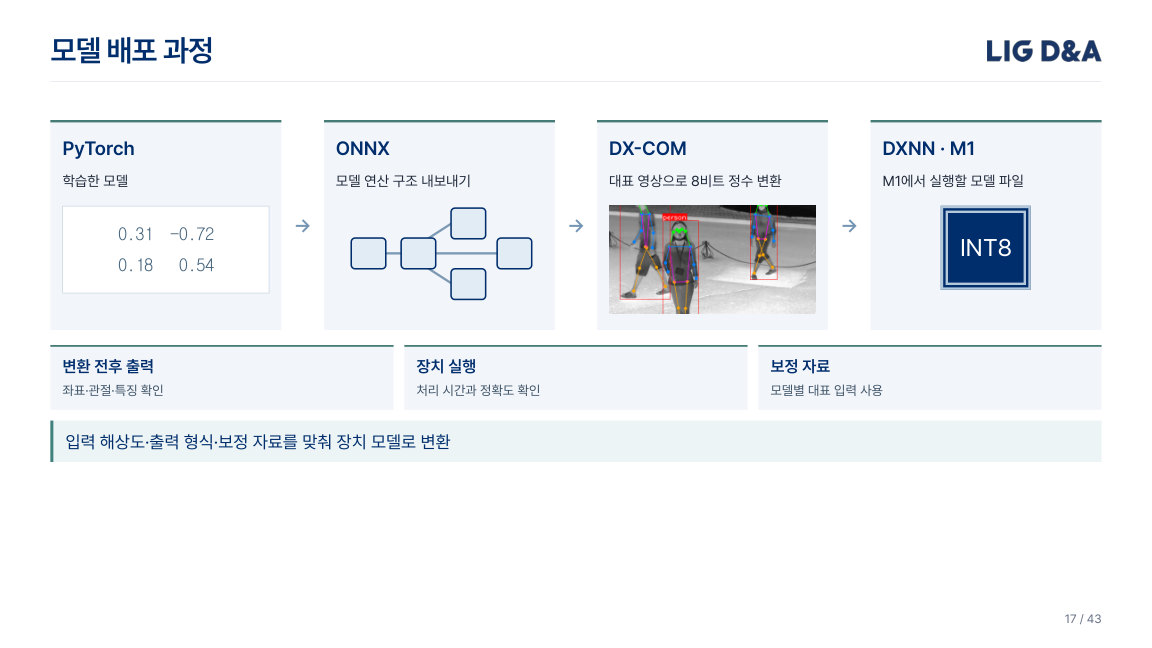 모델 배포 과정
LIG D&A
PyTorch
학습한 모델
0.31 -0.72
0.18 0.54
→
ONNX
모델 연산 구조 내보내기
→
DX-COM
대표 영상으로 8비트 정수 변환
person
→
DXNN · M1
M1에서 실행할 모델 파일
INT8
변환 전후 출력
좌표·관절·특징 확인
장치 실행
처리 시간과 정확도 확인
보정 자료
모델별 대표 입력 사용
입력 해상도·출력 형식·보정 자료를 맞춰 장치 모델로 변환
17 / 43